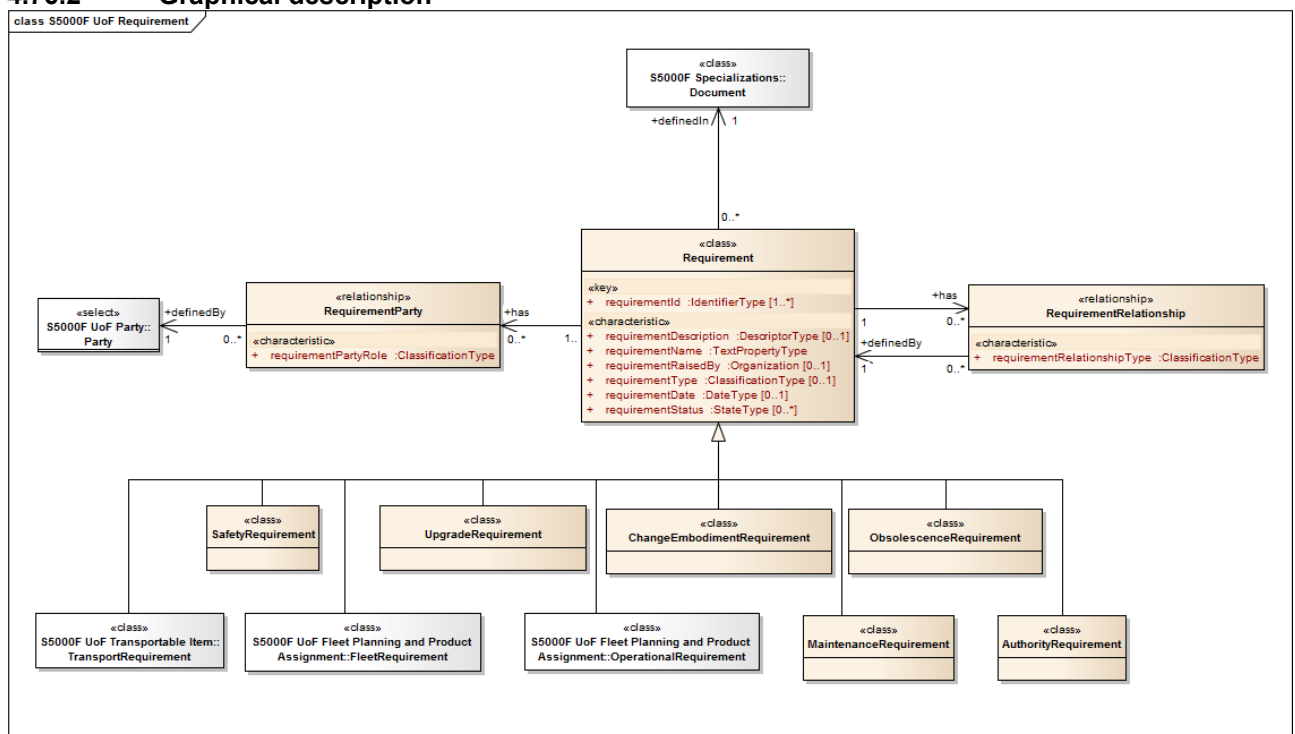 4.76.2 Graphical description
class S5000F UoF Requirement
«class»
S5000F Specializations::
Document
+definedIn
1
0..*
«class»
Requirement
«key»
+ requirementId :IdentifierType [1..*]
«characteristic»
+ requirementDescription :DescriptorType [0..1]
+ requirementName :TextPropertyType
+ requirementRaisedBy :Organization [0..1]
+ requirementType :ClassificationType [0..1]
+ requirementDate :DateType [0..1]
+ requirementStatus :StateType [0..*]
«select»
S5000F UoF Party::
Party
+definedBy
1
0..*
«relationship»
RequirementParty
«characteristic»
+ requirementPartyRole :ClassificationType
+has
0..*
1..
+has
1
0..*
+definedBy
1
0..*
«relationship»
RequirementRelationship
«characteristic»
+ requirementRelationshipType :ClassificationType
«class»
SafetyRequirement
«class»
UpgradeRequirement
«class»
ChangeEmbodimentRequirement
«class»
ObsolescenceRequirement
«class»
S5000F UoF Transportable Item::
TransportRequirement
«class»
S5000F UoF Fleet Planning and Product
Assignment::FleetRequirement
«class»
S5000F UoF Fleet Planning and Product
Assignment::OperationalRequirement
«class»
MaintenanceRequirement
«class»
AuthorityRequirement